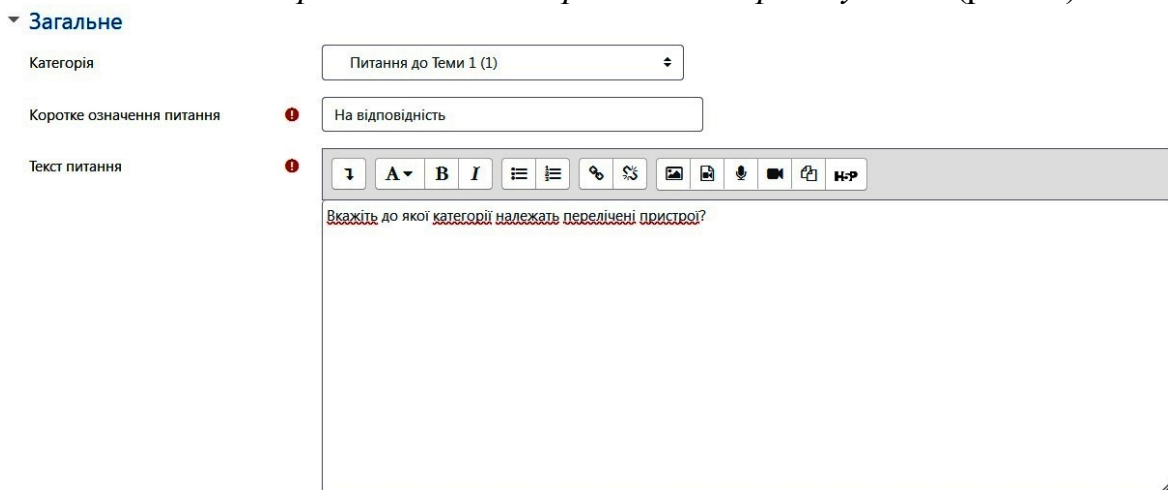 Загальне
Категорія
Питання до Теми 1 (1)
Коротке означення питання
На відповідність
Текст питання
A B I H-P
Вкажіть до якої категорії належать перелічені пристрої?